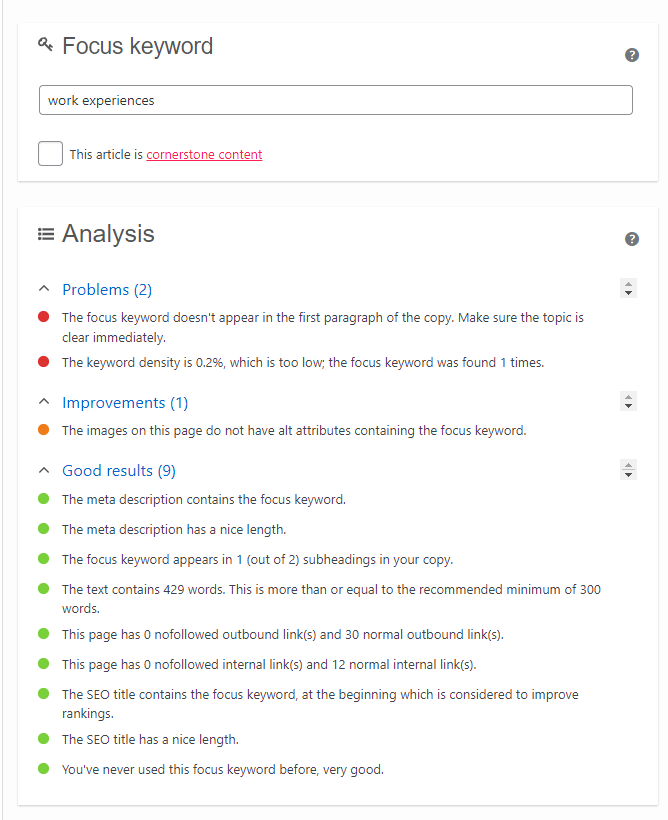 Focus keyword
?
work experiences
This article is cornerstone content
Analysis
?
Problems (2)
The focus keyword doesn't appear in the first paragraph of the copy. Make sure the topic is
clear immediately.
The keyword density is 0.2%, which is too low; the focus keyword was found 1 times.
Improvements (1)
The images on this page do not have alt attributes containing the focus keyword.
Good results (9)
The meta description contains the focus keyword.
The meta description has a nice length.
The focus keyword appears in 1 (out of 2) subheadings in your copy.
The text contains 429 words. This is more than or equal to the recommended minimum of 300
words.
This page has 0 nofollowed outbound link(s) and 30 normal outbound link(s).
This page has 0 nofollowed internal link(s) and 12 normal internal link(s).
The SEO title contains the focus keyword, at the beginning which is considered to improve
rankings.
The SEO title has a nice length.
You've never used this focus keyword before, very good.